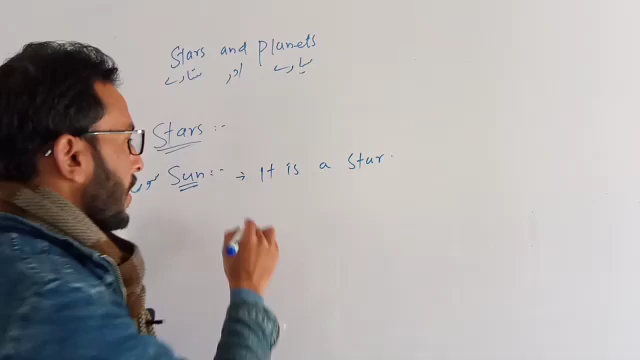 Stars and Planets
ستارے اور سیارے
Stars :-
Sun :- → It is a Star.